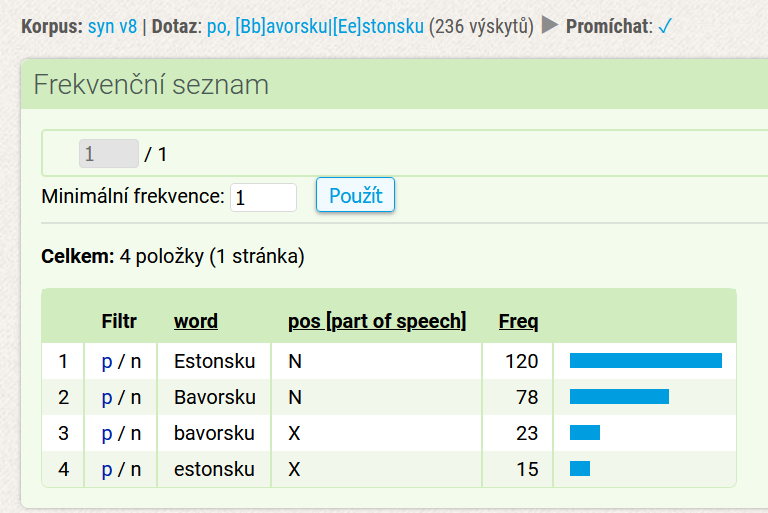 Korpus: syn v8 | Dotaz: po, [Bb]avorsku|[Ee]stonsku (236 výskytů) ▶ Promíchat: ✓
Frekvenční seznam
1 / 1
Minimální frekvence: 1 Použít
Celkem: 4 položky (1 stránka)
Filtr word pos [part of speech] Freq
1 p / n Estonsku N 120
2 p / n Bavorsku N 78
3 p / n bavorsku X 23
4 p / n estonsku X 15